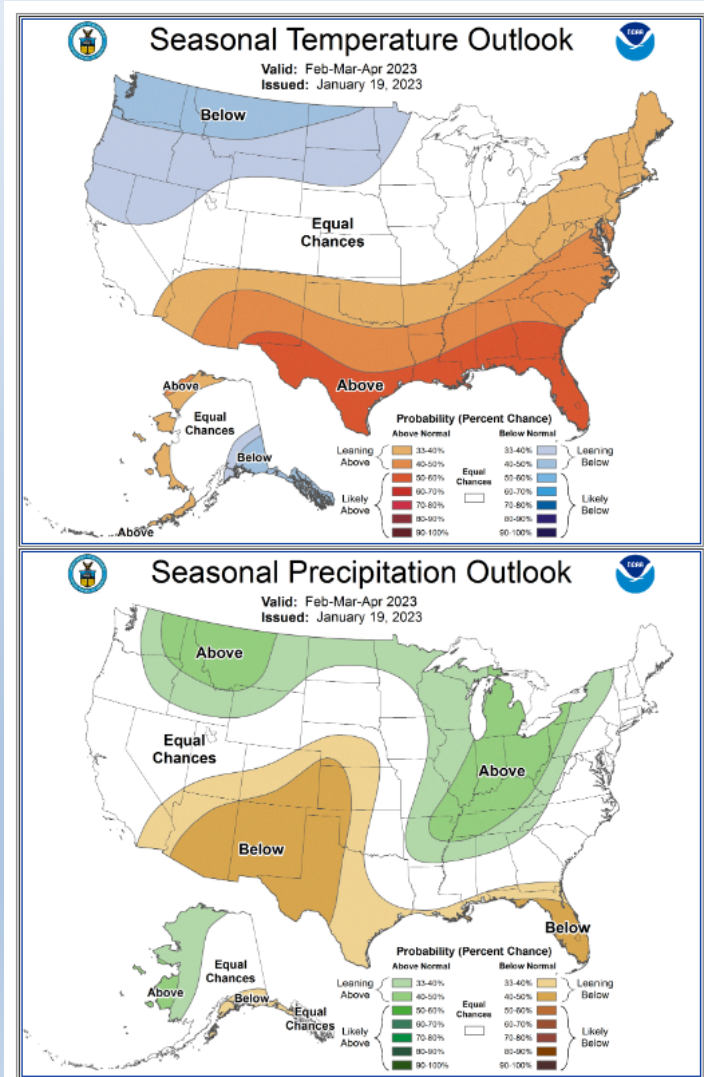 Seasonal Temperature Outlook
NOAA
Valid: Feb-Mar-Apr 2023
Issued: January 19, 2023
Below
Equal
Chances
Above
Above
Equal
Chances
Below
Above
Probability (Percent Chance)
Above Normal Below Normal
Leaning
Above
33-40%
40-50%
Likely
Above
50-60%
60-70%
70-80%
80-90%
90-100%
Equal
Chances
33-40%
40-50%
Leaning
Below
50-60%
60-70%
70-80%
80-90%
90-100%
Likely
Below
Seasonal Precipitation Outlook
NOAA
Valid: Feb-Mar-Apr 2023
Issued: January 19, 2023
Above
Equal
Chances
Above
Below
Below
Above
Equal
Chances
Below
Equal
Chances
Probability (Percent Chance)
Above Normal Below Normal
Leaning
Above
33-40%
40-50%
Likely
Above
50-60%
60-70%
70-80%
80-90%
90-100%
Equal
Chances
33-40%
40-50%
Leaning
Below
50-60%
60-70%
70-80%
80-90%
90-100%
Likely
Below